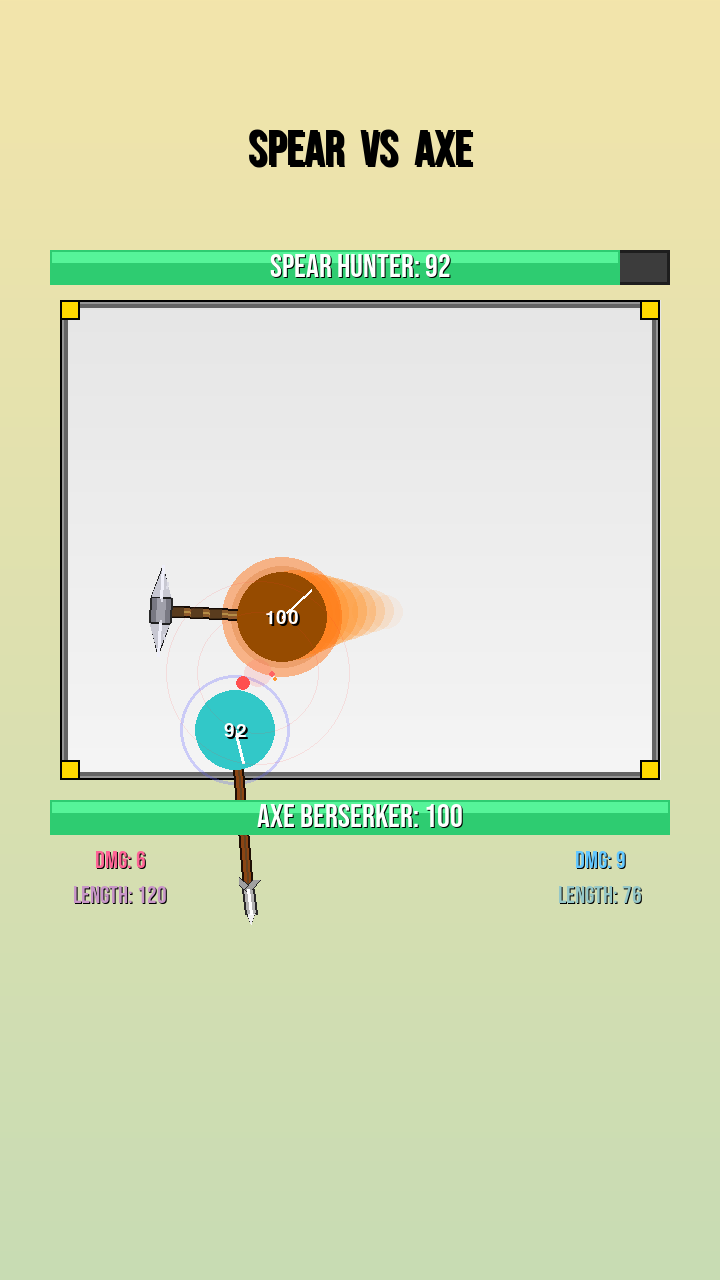 SPEAR VS AXE
SPEAR HUNTER: 92
100
92
AXE BERSERKER: 100
DMG: 6
DMG: 9
LENGTH: 120
LENGTH: 76